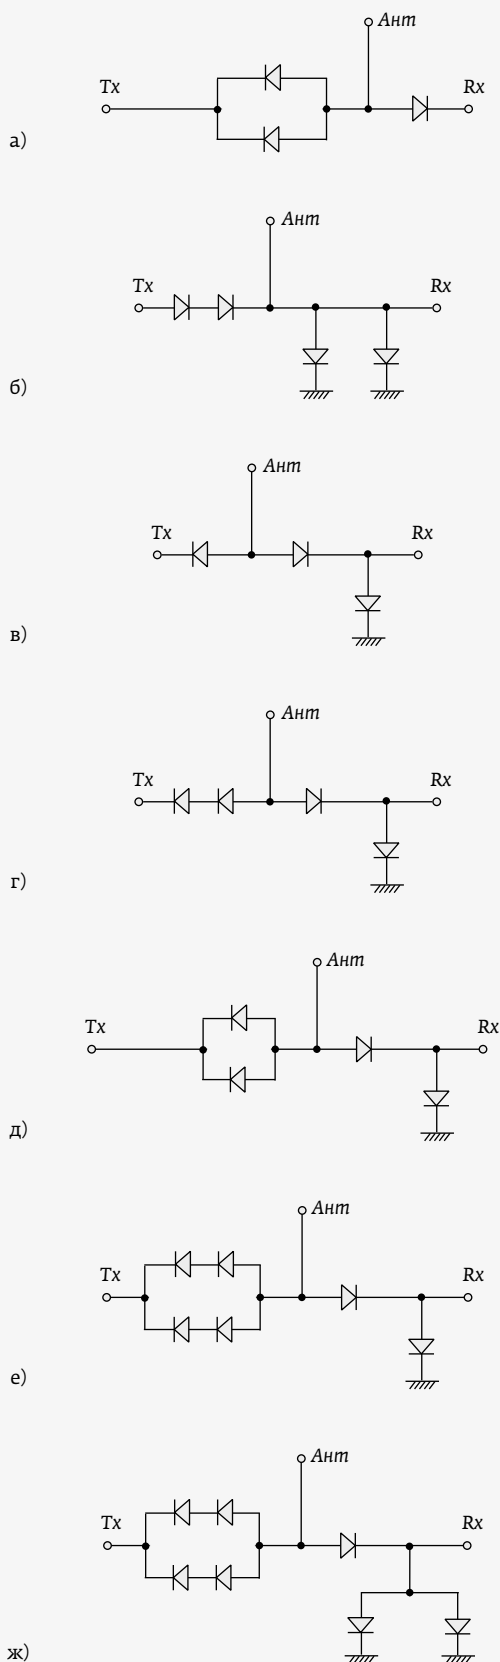 Ант
Tx
Rx
а)
Ант
Tx
Rx
б)
Ант
Tx
Rx
в)
Ант
Tx
Rx
г)
Ант
Tx
Rx
д)
Ант
Tx
Rx
е)
Ант
Tx
Rx
ж)